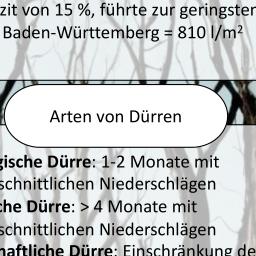 zit von 15 %, führte zur geringsten
Baden-Württemberg = 810 l/m²
Arten von Dürren
gische Dürre: 1-2 Monate mit
schnittlichen Niederschlägen
che Dürre: > 4 Monate mit
schnittlichen Niederschlägen
haftliche Dürre: Einschränkung de